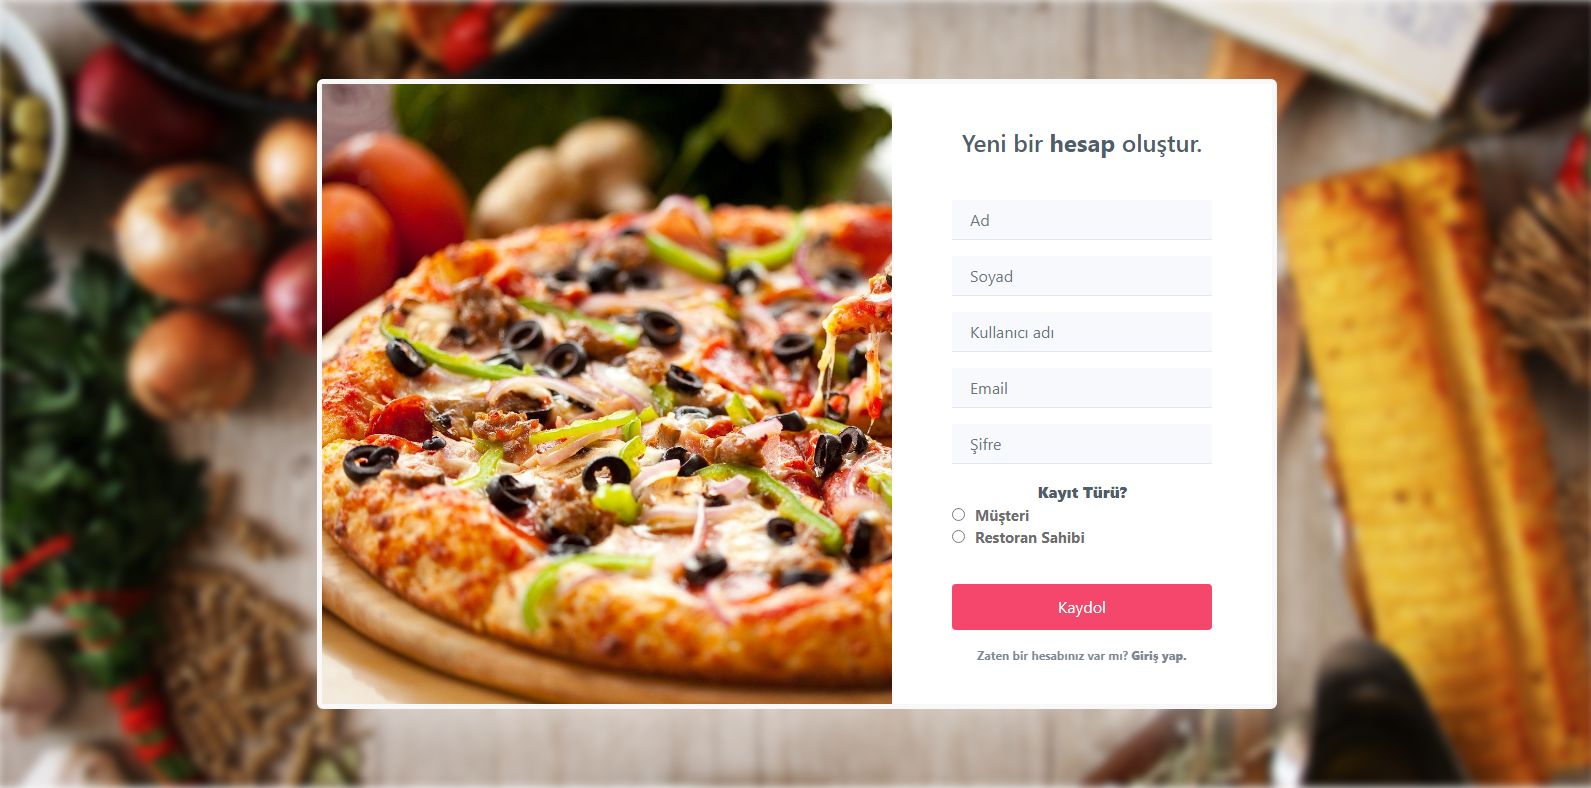 Yeni bir hesap oluştur.
Ad
Soyad
Kullanıcı adı
Email
Şifre
Kayıt Türü?
Müşteri
Restoran Sahibi
Kaydol
Zaten bir hesabınız var mı? Giriş yap.